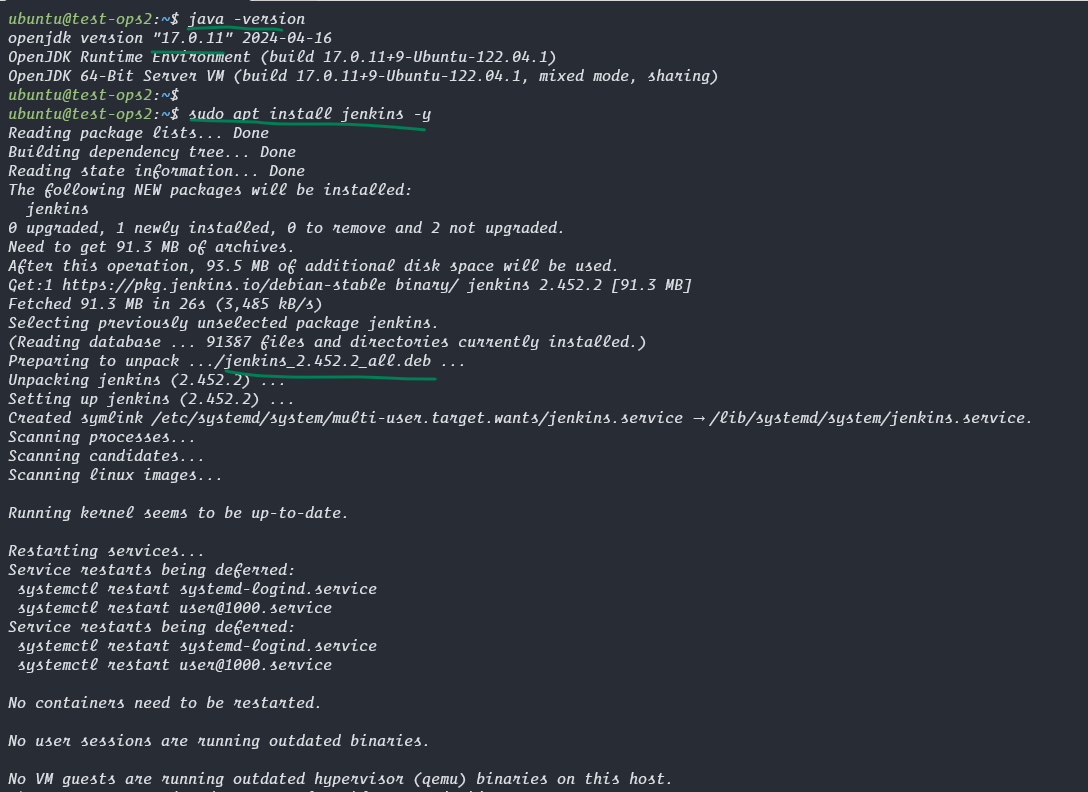 ubuntu@test-ops2:~$ java -version
openjdk version "17.0.11" 2024-04-16
OpenJDK Runtime Environment (build 17.0.11+9-Ubuntu-122.04.1)
OpenJDK 64-Bit Server VM (build 17.0.11+9-Ubuntu-122.04.1, mixed mode, sharing)
ubuntu@test-ops2:~$
ubuntu@test-ops2:~$ sudo apt install jenkins -y
Reading package lists... Done
Building dependency tree... Done
Reading state information... Done
The following NEW packages will be installed:
  jenkins
0 upgraded, 1 newly installed, 0 to remove and 2 not upgraded.
Need to get 91.3 MB of archives.
After this operation, 93.5 MB of additional disk space will be used.
Get:1 https://pkg.jenkins.io/debian-stable binary/ jenkins 2.452.2 [91.3 MB]
Fetched 91.3 MB in 26s (3,485 kB/s)
Selecting previously unselected package jenkins.
(Reading database ... 91387 files and directories currently installed.)
Preparing to unpack .../jenkins_2.452.2_all.deb ...
Unpacking jenkins (2.452.2) ...
Setting up jenkins (2.452.2) ...
Created symlink /etc/systemd/system/multi-user.target.wants/jenkins.service → /lib/systemd/system/jenkins.service.
Scanning processes...
Scanning candidates...
Scanning linux images...
Running kernel seems to be up-to-date.
Restarting services...
Service restarts being deferred:
 systemctl restart systemd-logind.service
 systemctl restart user@1000.service
Service restarts being deferred:
 systemctl restart systemd-logind.service
 systemctl restart user@1000.service
No containers need to be restarted.
No user sessions are running outdated binaries.
No VM guests are running outdated hypervisor (qemu) binaries on this host.